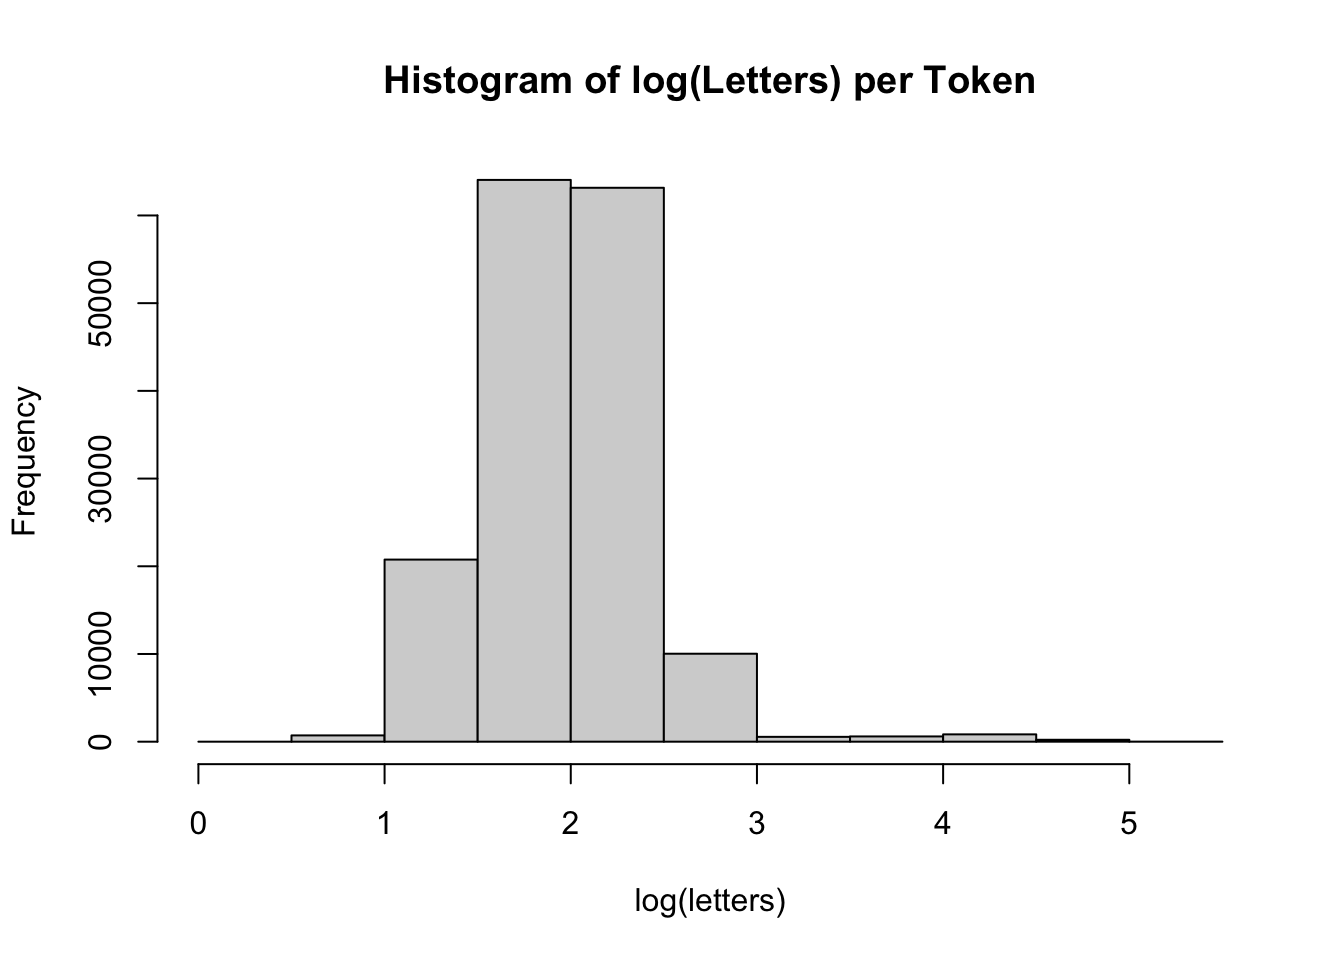 Histogram of log(Letters) per Token
Frequency
50000
30000
10000
0
0 1 2 3 4 5
log(letters)